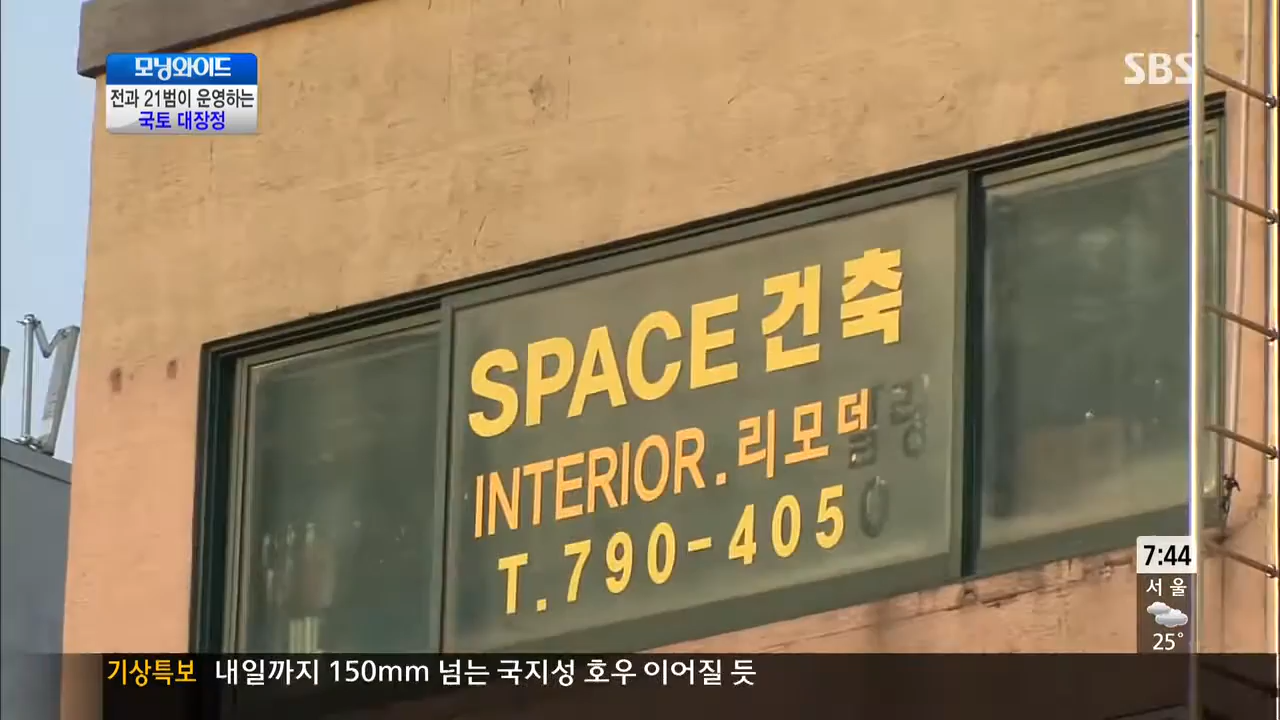 모닝와이드
전과 21범이 운영하는
국토 대장정
SBS
SPACE 건축
INTERIOR. 리모델링
T. 790-4050
7:44
서울
25°
기상특보 내일까지 150mm 넘는 국지성 호우 이어질 듯